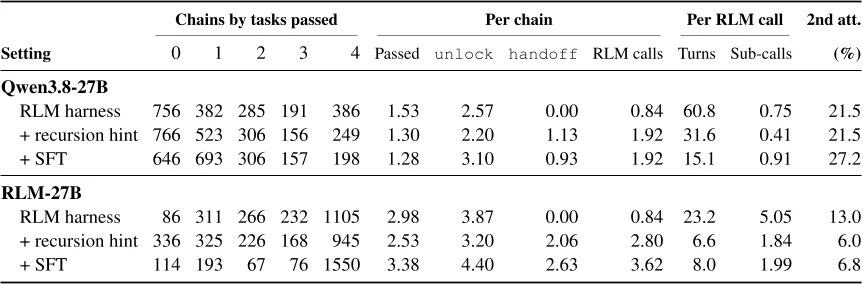 Chains by tasks passed Per chain Per RLM call 2nd att.
Setting 0 1 2 3 4 Passed unlock handoff RLM calls Turns Sub-calls (%)
Qwen3.8-27B
RLM harness 756 382 285 191 386 1.53 2.57 0.00 0.84 60.8 0.75 21.5
+ recursion hint 766 523 306 156 249 1.30 2.20 1.13 1.92 31.6 0.41 21.5
+ SFT 646 693 306 157 198 1.28 3.10 0.93 1.92 15.1 0.91 27.2
RLM-27B
RLM harness 86 311 266 232 1105 2.98 3.87 0.00 0.84 23.2 5.05 13.0
+ recursion hint 336 325 226 168 945 2.53 3.20 2.06 2.80 6.6 1.84 6.0
+ SFT 114 193 67 76 1550 3.38 4.40 2.63 3.62 8.0 1.99 6.8